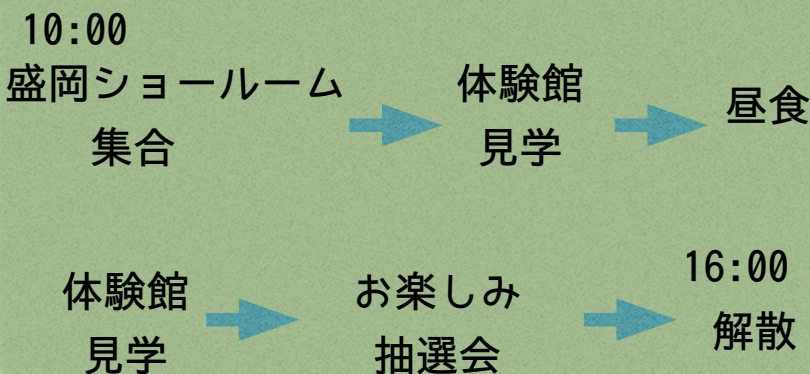 10:00
盛岡ショールーム
集合
体験館
見学
昼食
体験館
見学
お楽しみ
抽選会
16:00
解散